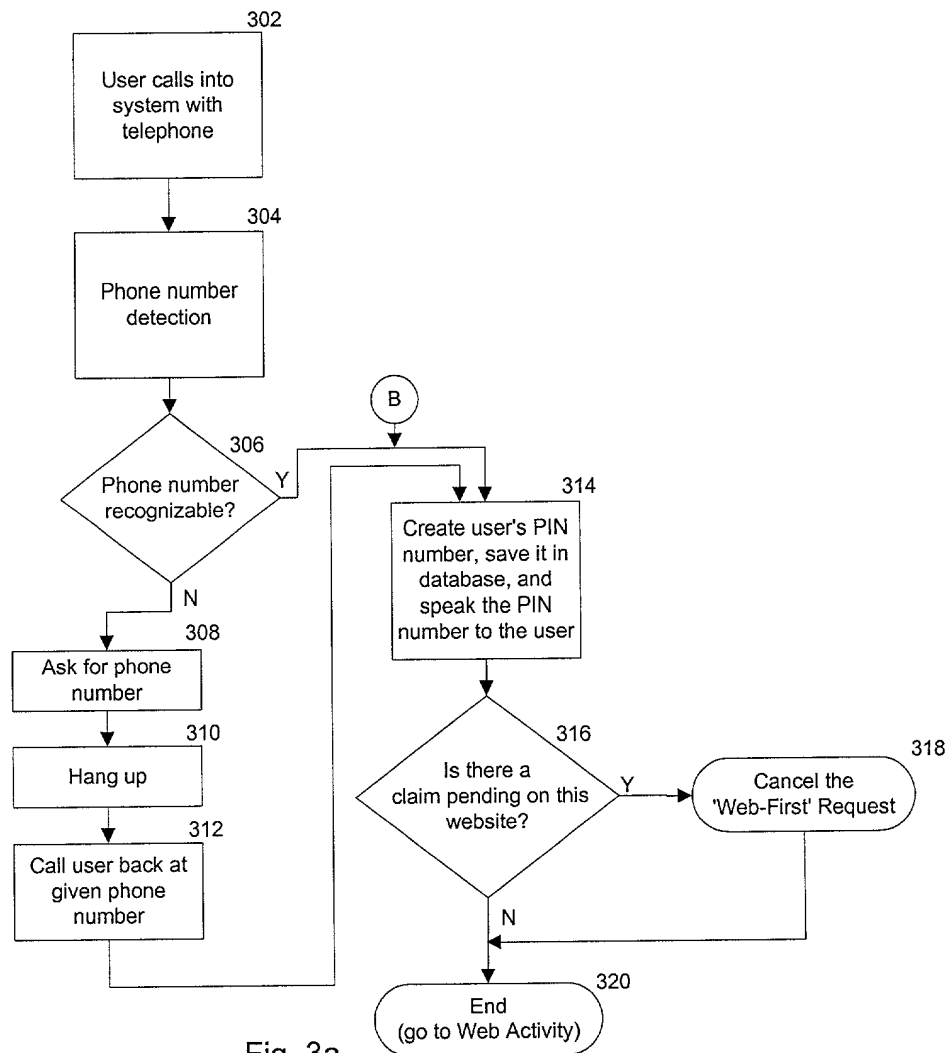 302
User calls into
system with
telephone
304
Phone number
detection
B
306
Phone number
recognizable?
Y
N
314
Create user's PIN
number, save it in
database, and
speak the PIN
number to the user
308
Ask for phone
number
310
Hang up
312
Call user back at
given phone
number
316
Is there a
claim pending on this
website?
Y
N
318
Cancel the
'Web-First' Request
320
End
(go to Web Activity)
Fig. 3a